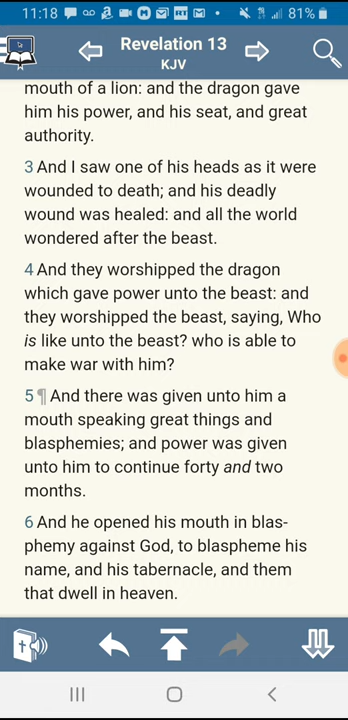 11:18
81%
Revelation 13
KJV
mouth of a lion: and the dragon gave
him his power, and his seat, and great
authority.
3 And I saw one of his heads as it were
wounded to death; and his deadly
wound was healed: and all the world
wondered after the beast.
4 And they worshipped the dragon
which gave power unto the beast: and
they worshipped the beast, saying, Who
is like unto the beast? who is able to
make war with him?
5 ¶ And there was given unto him a
mouth speaking great things and
blasphemies; and power was given
unto him to continue forty and two
months.
6 And he opened his mouth in blas-
phemy against God, to blaspheme his
name, and his tabernacle, and them
that dwell in heaven.